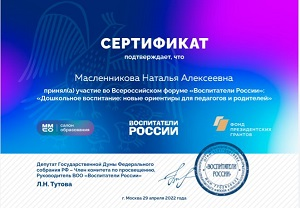 СЕРТИФИКАТ
подтверждает, что
Масленникова Наталья Алексеевна
принял(а) участие во Всероссийском форуме «Воспитатели России»:
«Дошкольное воспитание: новые ориентиры для педагогов и родителей»
ММСО
салон образования
ВОСПИТАТЕЛИ
РОССИИ
ФОНД
ПРЕЗИДЕНТСКИХ
ГРАНТОВ
Депутат Государственной Думы Федерального
собрания РФ – Член комитета по просвещению,
Руководитель ВОО «Воспитатели России»
Л.Н. Тутова
«ВОСПИТАТЕЛИ
РОССИИ»
г. Москва 29 апреля 2022 года